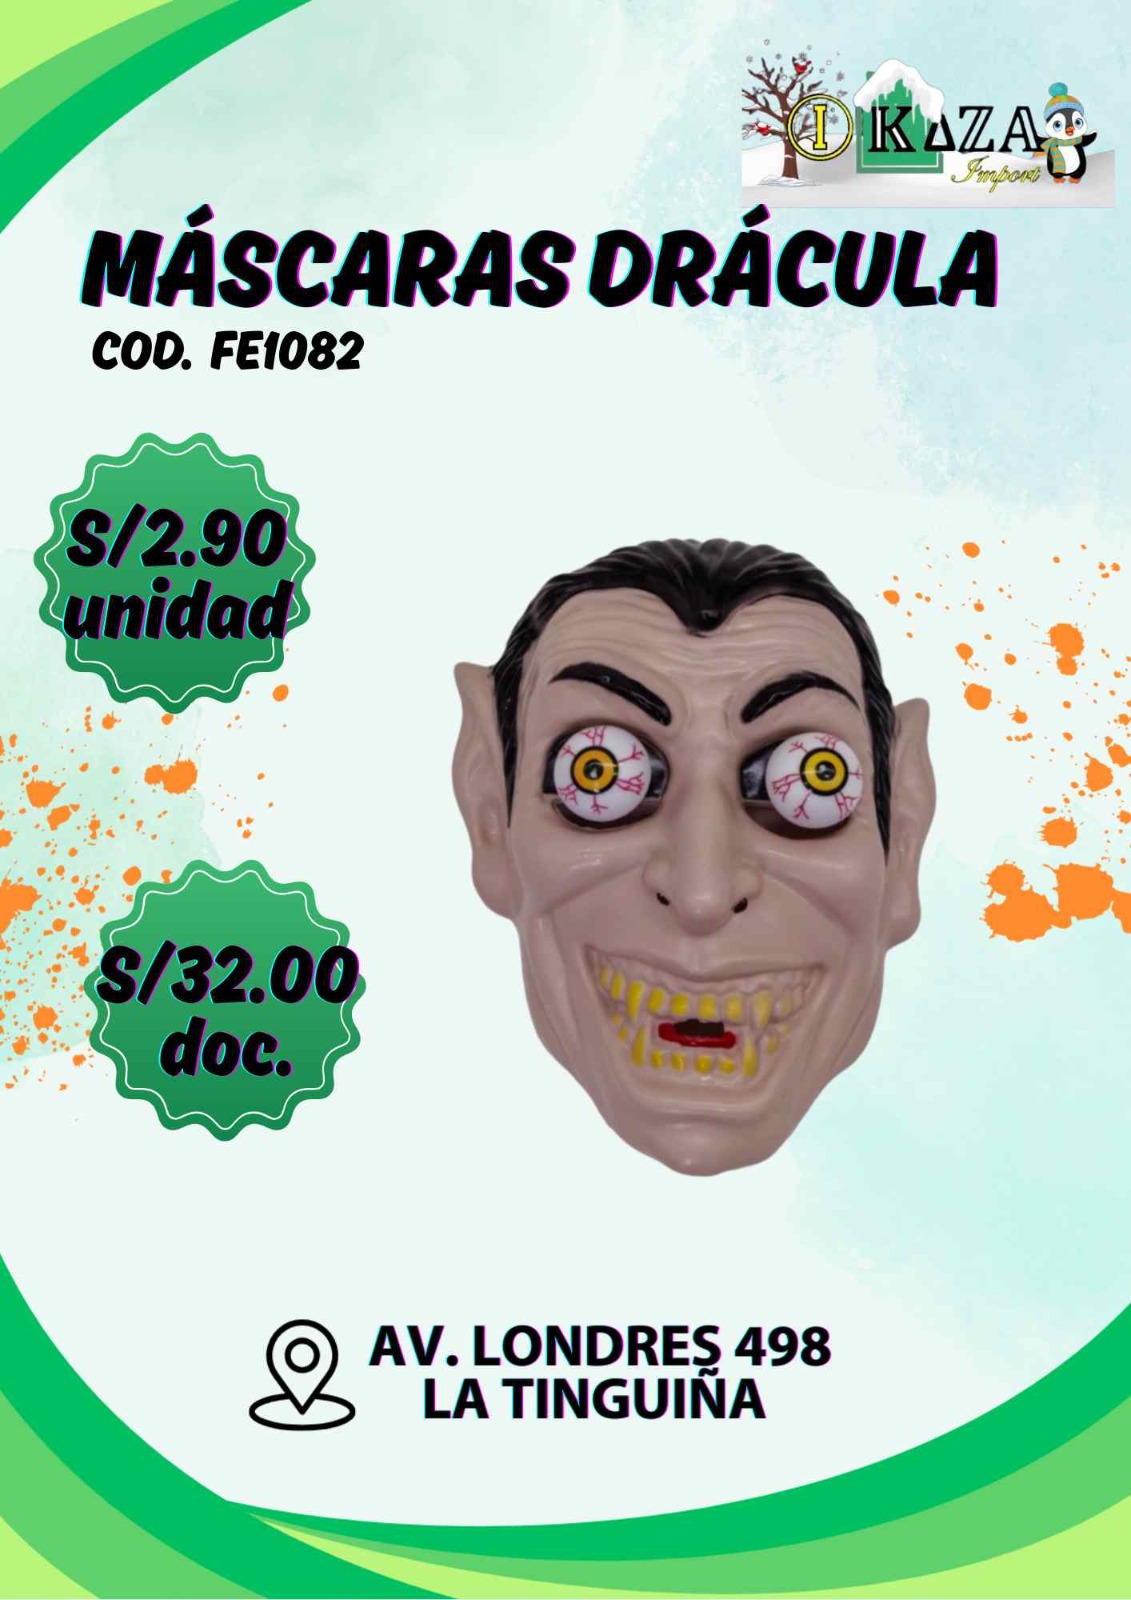 I KAZA
Import
MÁSCARAS DRÁCULA
COD. FE1082
S/2.90
unidad
S/32.00
doc.
AV. LONDRES 498
LA TINGUIÑA